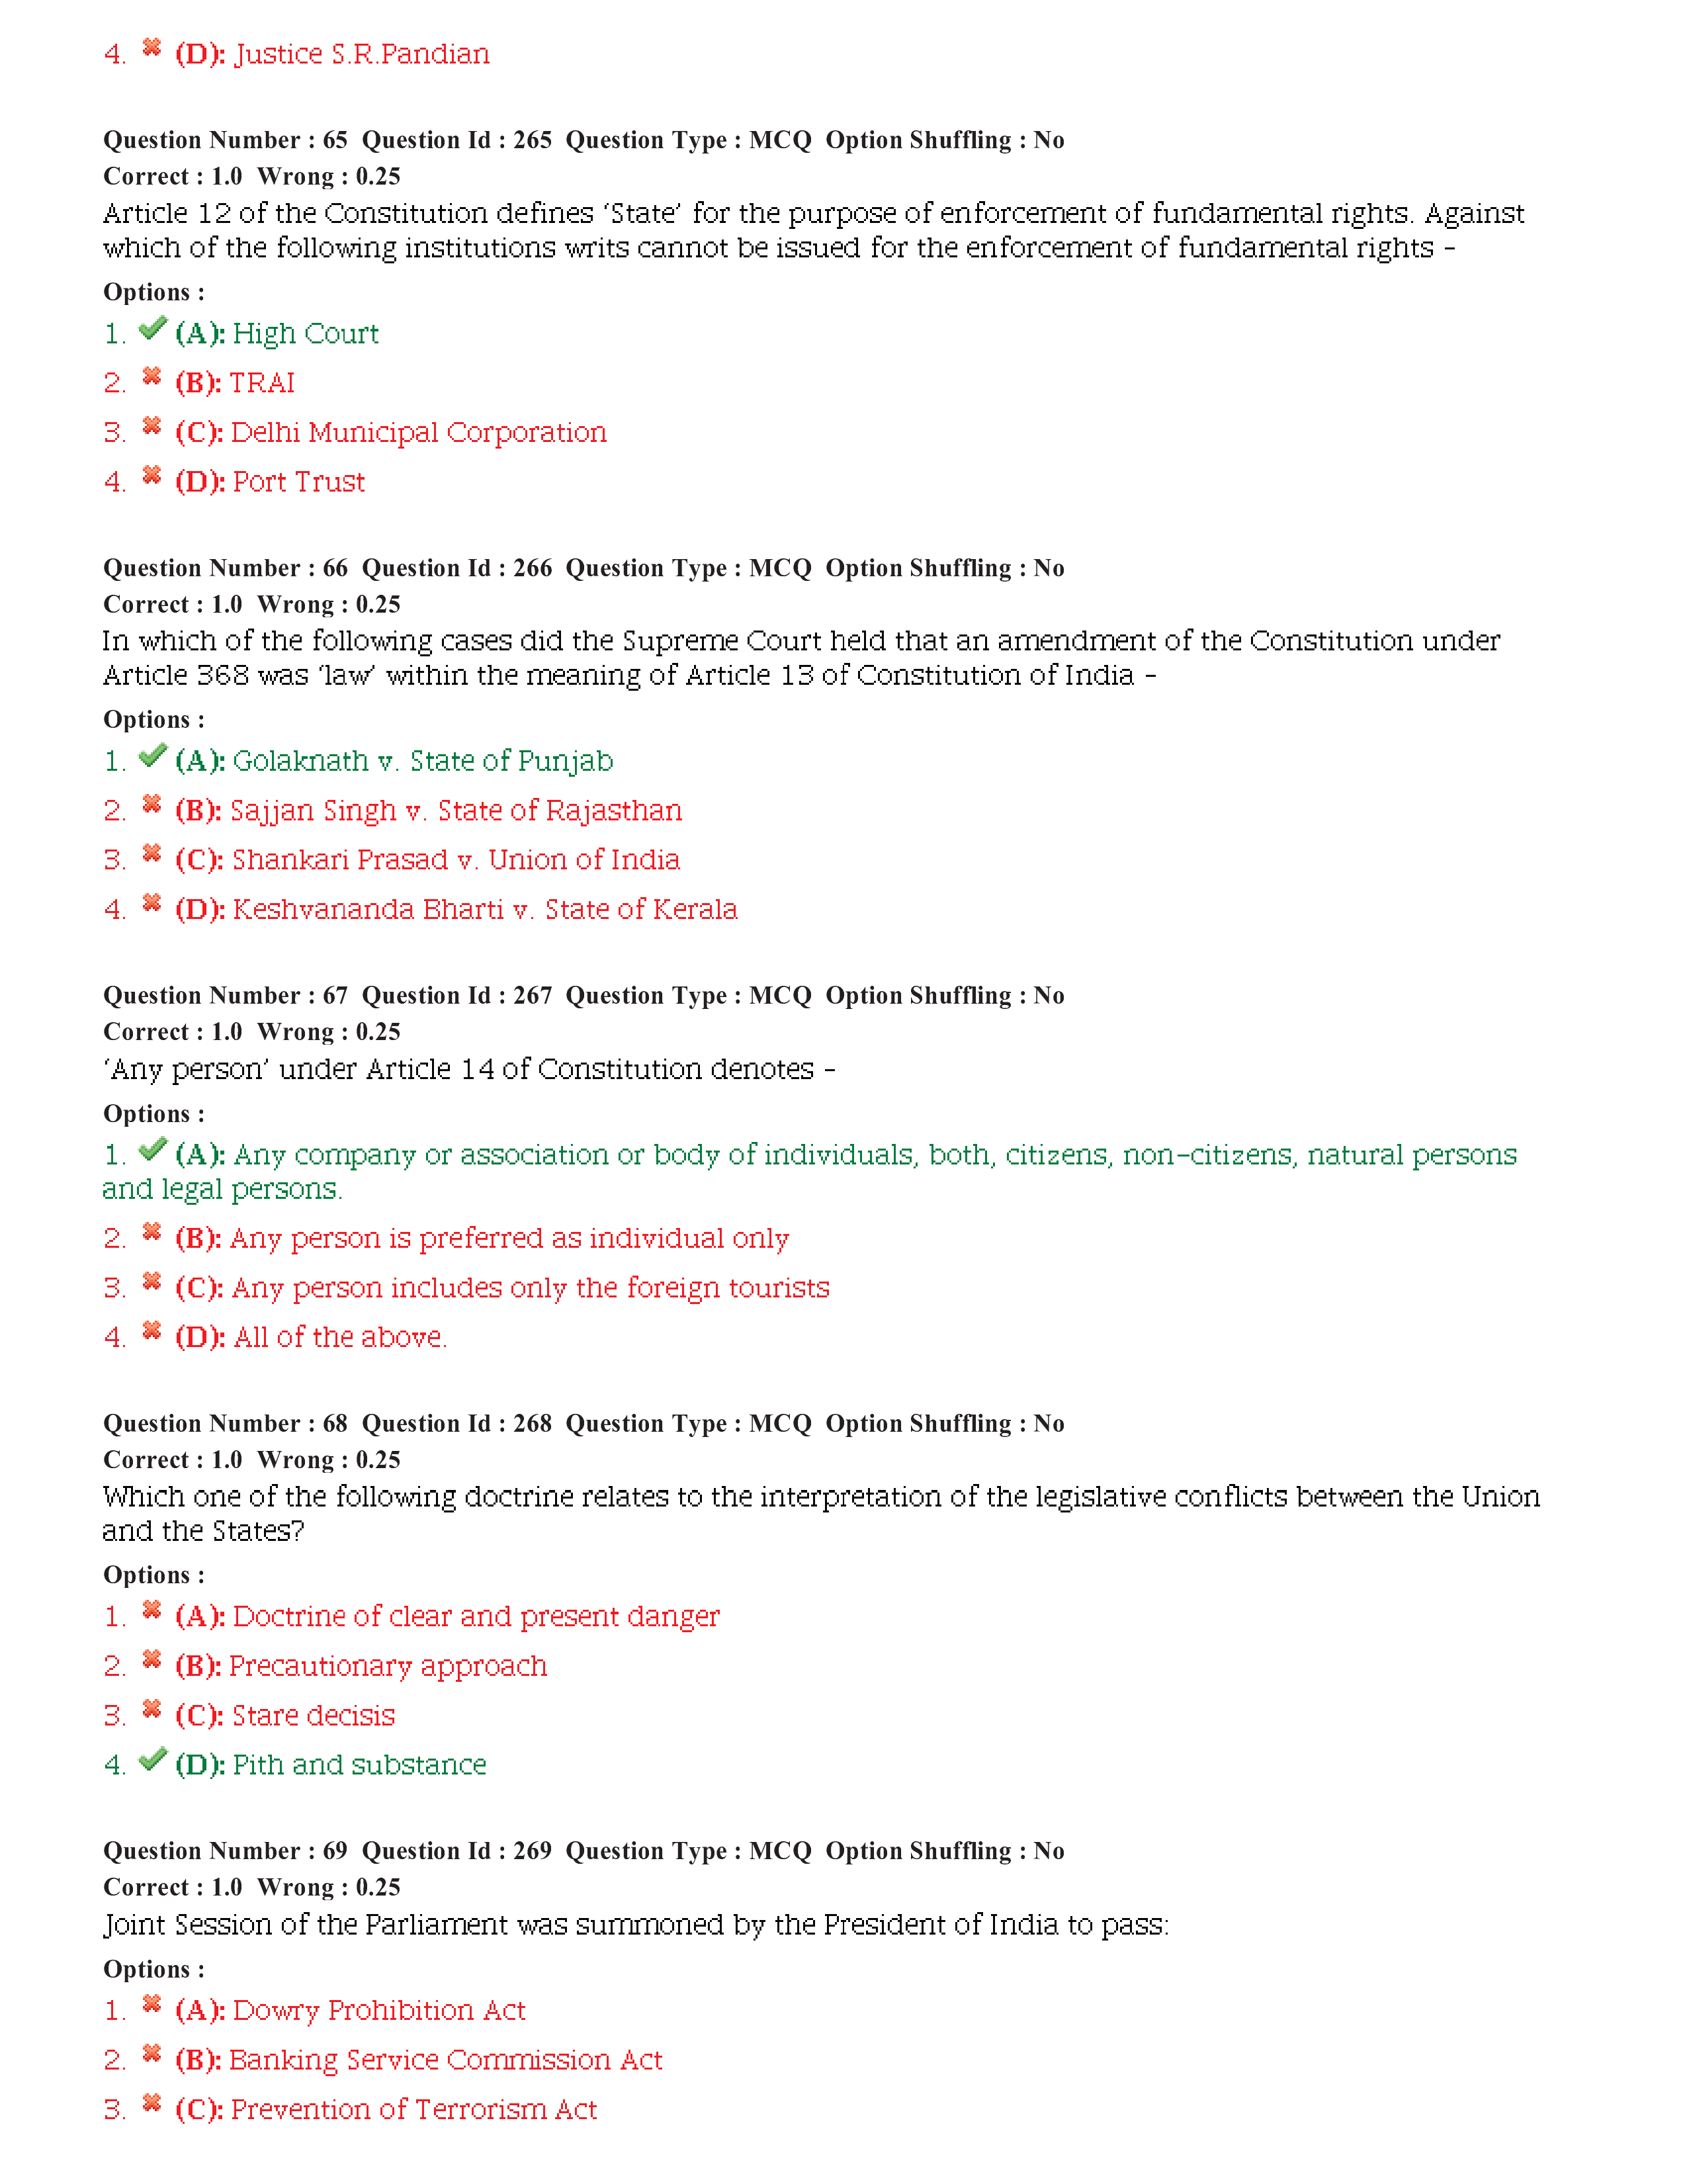 4. (D): Justice S.R.Pandian
Question Number : 65 Question Id : 265 Question Type : MCQ Option Shuffling : No
Correct : 1.0 Wrong : 0.25
Article 12 of the Constitution defines ‘State’ for the purpose of enforcement of fundamental rights. Against
which of the following institutions writs cannot be issued for the enforcement of fundamental rights –
Options :
1. (A): High Court
2. (B): TRAI
3. (C): Delhi Municipal Corporation
4. (D): Port Trust
Question Number : 66 Question Id : 266 Question Type : MCQ Option Shuffling : No
Correct : 1.0 Wrong : 0.25
In which of the following cases did the Supreme Court held that an amendment of the Constitution under
Article 368 was ‘law’ within the meaning of Article 13 of Constitution of India –
Options :
1. (A): Golaknath v. State of Punjab
2. (B): Sajjan Singh v. State of Rajasthan
3. (C): Shankari Prasad v. Union of India
4. (D): Keshvananda Bharti v. State of Kerala
Question Number : 67 Question Id : 267 Question Type : MCQ Option Shuffling : No
Correct : 1.0 Wrong : 0.25
‘Any person’ under Article 14 of Constitution denotes –
Options :
1. (A): Any company or association or body of individuals, both, citizens, non-citizens, natural persons
and legal persons.
2. (B): Any person is preferred as individual only
3. (C): Any person includes only the foreign tourists
4. (D): All of the above.
Question Number : 68 Question Id : 268 Question Type : MCQ Option Shuffling : No
Correct : 1.0 Wrong : 0.25
Which one of the following doctrine relates to the interpretation of the legislative conflicts between the Union
and the States?
Options :
1. (A): Doctrine of clear and present danger
2. (B): Precautionary approach
3. (C): Stare decisis
4. (D): Pith and substance
Question Number : 69 Question Id : 269 Question Type : MCQ Option Shuffling : No
Correct : 1.0 Wrong : 0.25
Joint Session of the Parliament was summoned by the President of India to pass:
Options :
1. (A): Dowry Prohibition Act
2. (B): Banking Service Commission Act
3. (C): Prevention of Terrorism Act